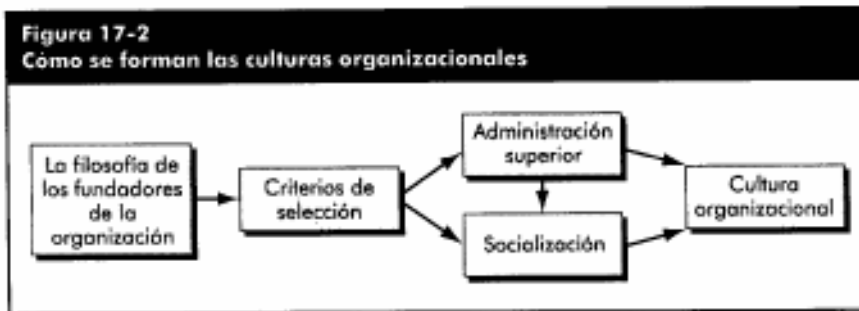 Figura 17-2
Cómo se forman las culturas organizacionales
La filosofía de
los fundadores
de la
organización
Criterios de
selección
Administración
superior
Socialización
Cultura
organizacional